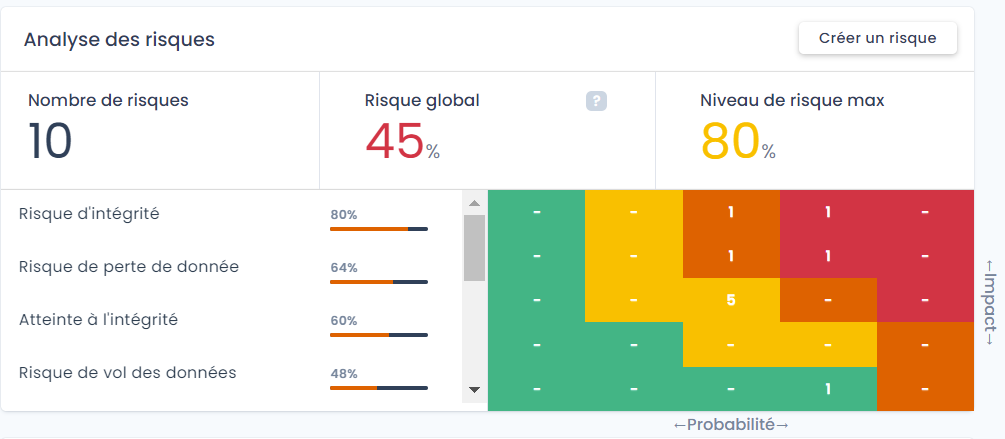 Analyse des risques
Créer un risque
Nombre de risques
10
Risque global
?
45%
Niveau de risque max
80%
Risque d'intégrité
80%
Risque de perte de donnée
64%
Atteinte à l'intégrité
60%
Risque de vol des données
48%
- - 1 1 -
- - 1 1 -
- - 5 - -
- - - - -
- - - 1 -
←Impact→
←Probabilité→